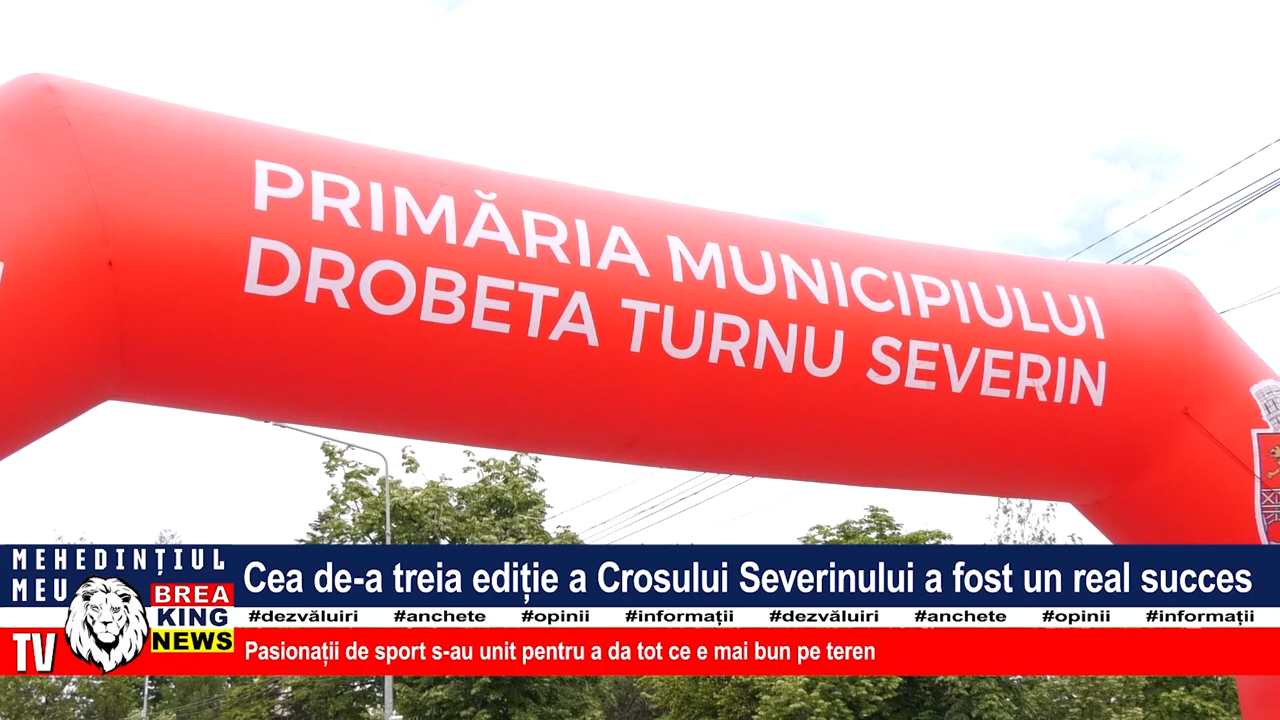 PRIMĂRIA MUNICIPIULUI
DROBETA TURNU SEVERIN
MEHEDINȚIUL
MEU
TV
BREA
KING
NEWS
Cea de-a treia ediție a Crosului Severinului a fost un real succes
#dezvăluiri #anchete #opinii #informații #dezvăluiri #anchete #opinii #informații
Pasionații de sport s-au unit pentru a da tot ce e mai bun pe teren